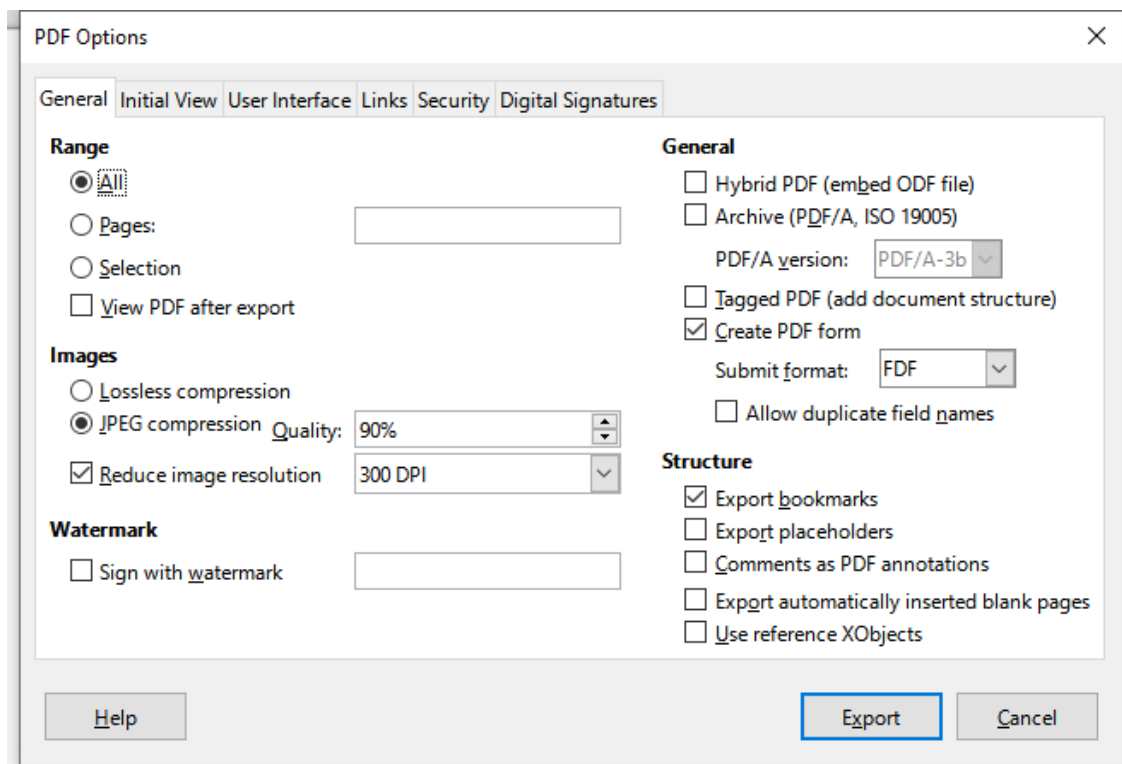 PDF Options
General Initial View User Interface Links Security Digital Signatures
Range
All
Pages:
Selection
View PDF after export
Images
Lossless compression
JPEG compression Quality: 90%
Reduce image resolution 300 DPI
Watermark
Sign with watermark
General
Hybrid PDF (embed ODF file)
Archive (PDF/A, ISO 19005)
PDF/A version: PDF/A-3b
Tagged PDF (add document structure)
Create PDF form
Submit format: FDF
Allow duplicate field names
Structure
Export bookmarks
Export placeholders
Comments as PDF annotations
Export automatically inserted blank pages
Use reference XObjects
Help Export Cancel